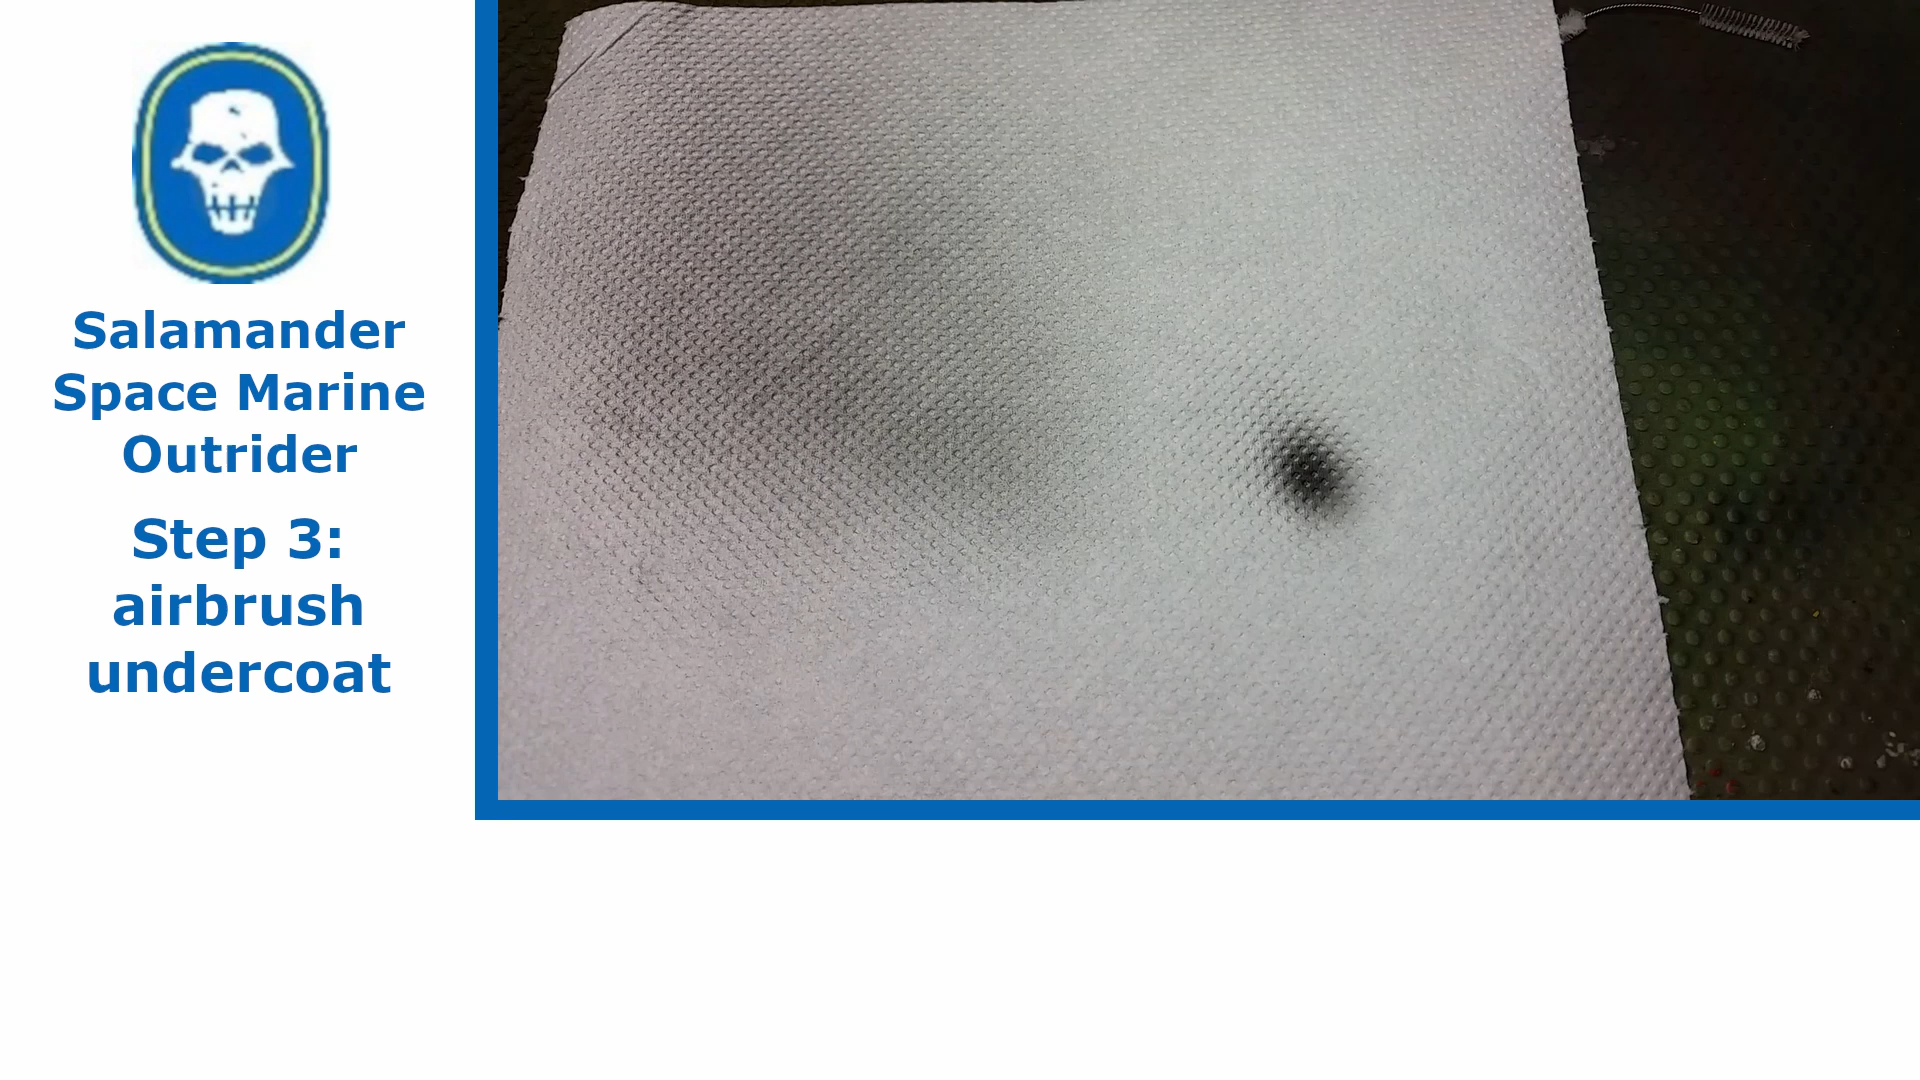 Salamander
Space Marine
Outrider
Step 3:
airbrush
undercoat